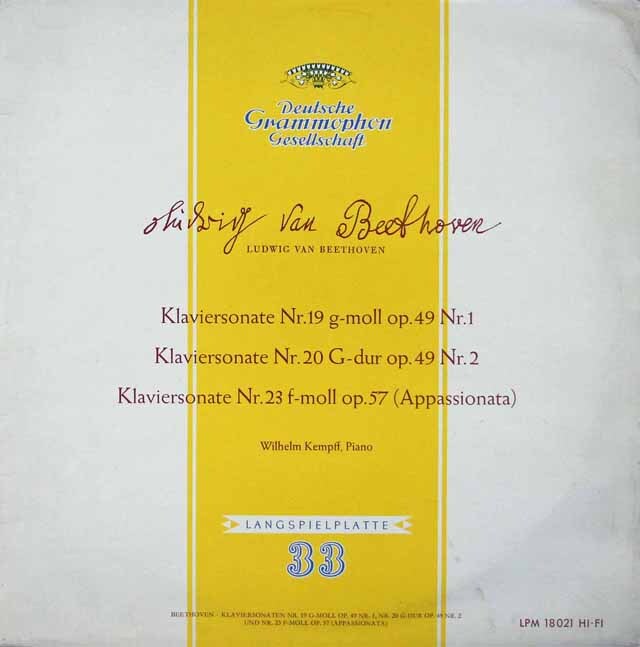 Deutsche
Grammophon
Gesellschaft
Ludwig van Beethoven
LUDWIG VAN BEETHOVEN
Klaviersonate Nr.19 g-moll op.49 Nr.1
Klaviersonate Nr.20 G-dur op.49 Nr.2
Klaviersonate Nr.23 f-moll op.57 (Appassionata)
Wilhelm Kempff, Piano
LANGSPIELPLATTE
33
BEETHOVEN - KLAVIERSONATEN NR. 19 G-MOLL OP. 49 NR. 1, NR. 20 G-DUR OP. 49 NR. 2
UND NR. 23 F-MOLL OP. 57 (APPASSIONATA)
LPM 18021 HI-FI